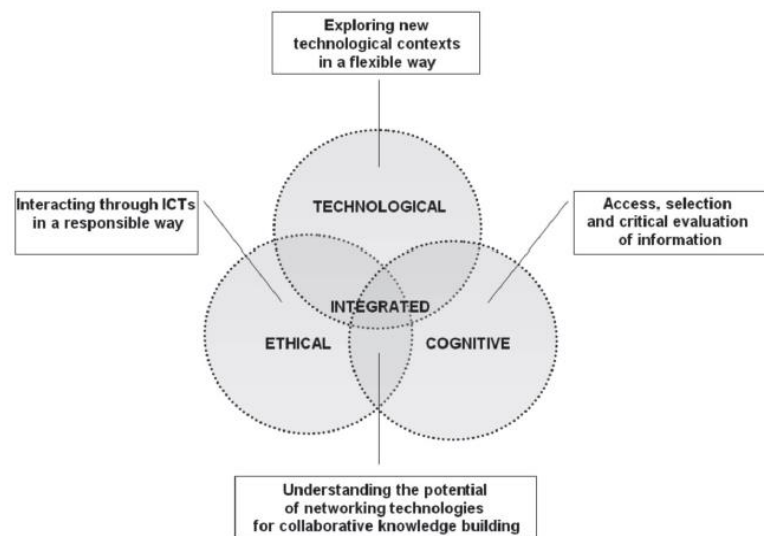 Exploring new
technological contexts
in a flexible way
TECHNOLOGICAL
Interacting through ICTs
in a responsible way
Access, selection
and critical evaluation
of information
INTEGRATED
ETHICAL
COGNITIVE
Understanding the potential
of networking technologies
for collaborative knowledge building